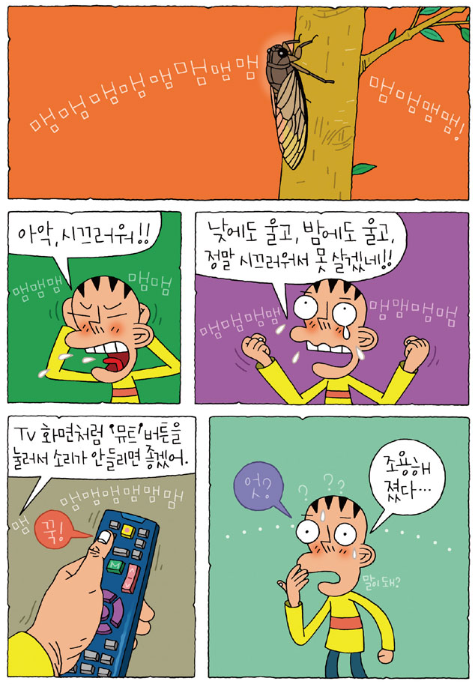 맴맴맴맴맴맴맴맴
맴맴맴맴!
아악, 시끄러워!!
맴맴맴
맴맴
낮에도 울고, 밤에도 울고,
정말 시끄러워서 못 살겠네!!
맴맴맴맴
맴맴맴맴
TV 화면처럼 '뮤트' 버튼을
눌러서 소리가 안 들리면 좋겠어.
맴
맴맴맴맴맴맴
꾹!
M
엇?
? ? ?
조용해
졌다…
말이 돼?